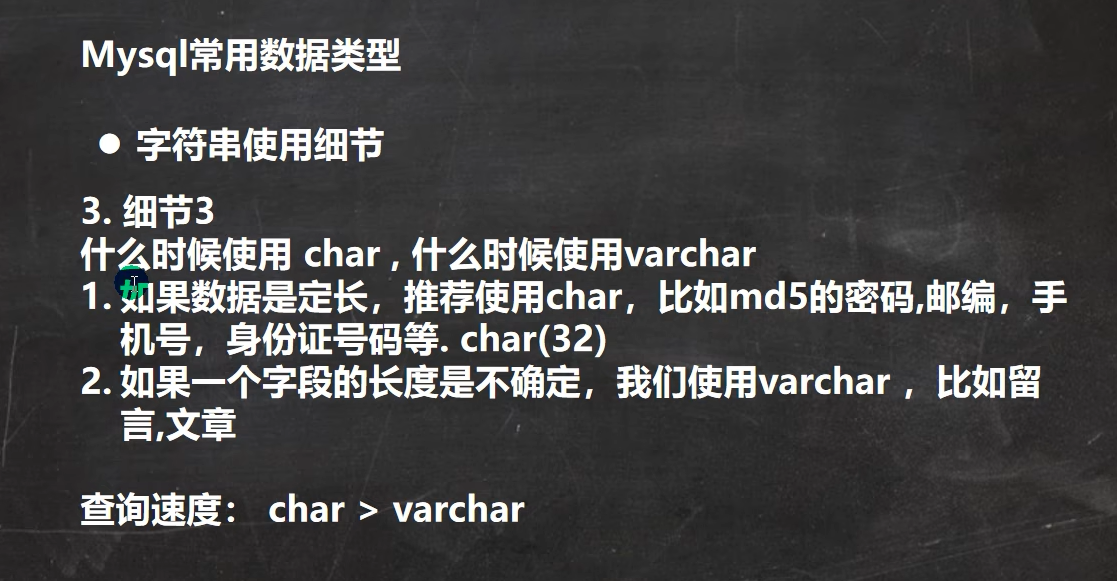 Mysql常用数据类型
● 字符串使用细节
3. 细节3
什么时候使用 char , 什么时候使用varchar
1. 如果数据是定长，推荐使用char，比如md5的密码,邮编，手
机号，身份证号码等. char(32)
2. 如果一个字段的长度是不确定，我们使用varchar ，比如留
言,文章
查询速度： char > varchar